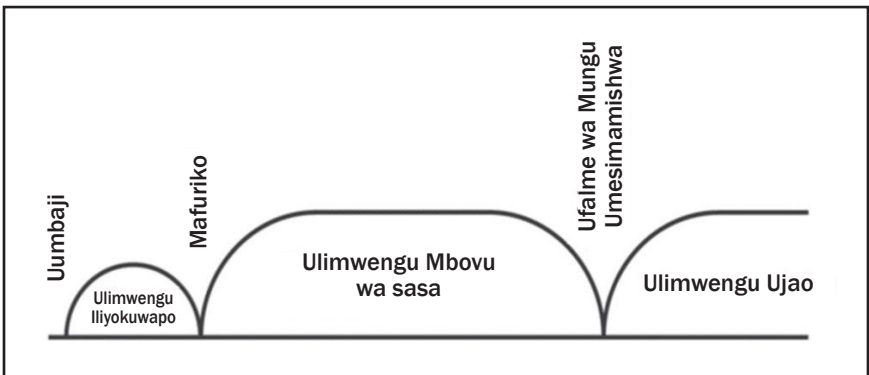 Uumbaji
Ulimwengu
Iliyokuwapo
Mafuriko
Ulimwengu Mbovu
wa sasa
Ufalme wa Mungu
Umesimamishwa
Ulimwengu Ujao